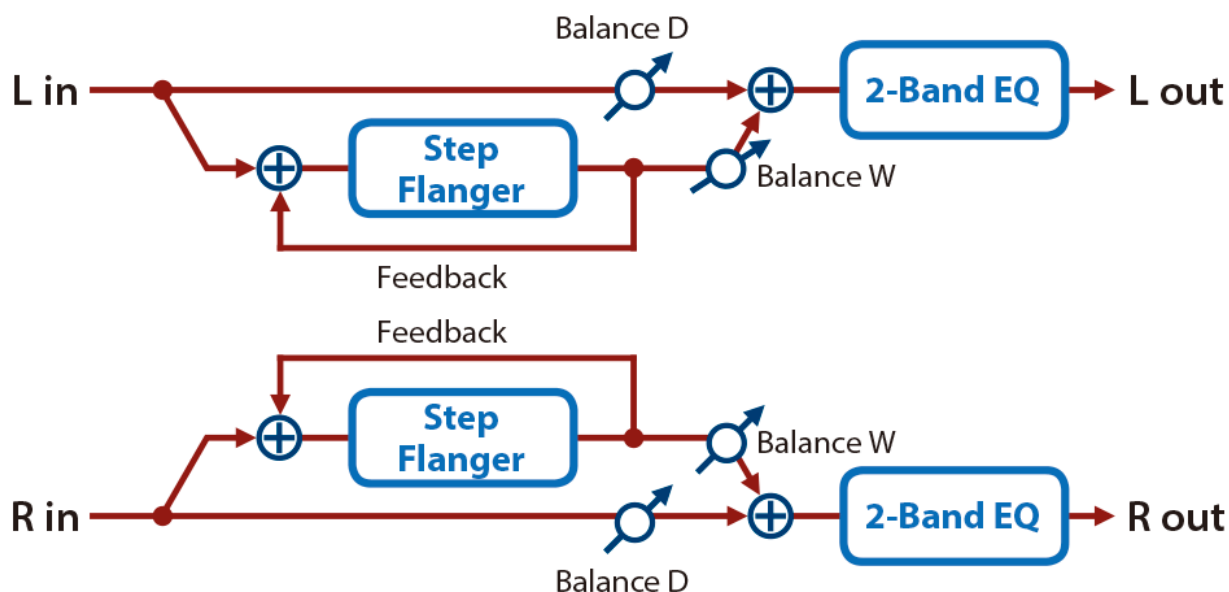 Balance D
L in
2-Band EQ
L out
Step
Flanger
Balance W
Feedback
Feedback
Step
Flanger
Balance W
R in
2-Band EQ
R out
Balance D